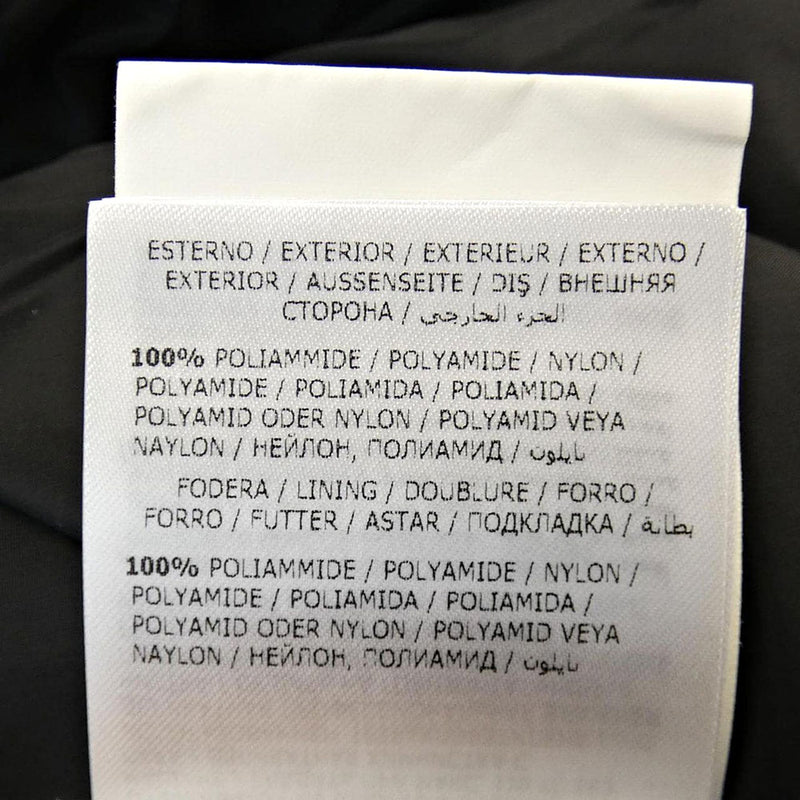 ESTERNO / EXTERIOR / EXTERIEUR / EXTERNO /
EXTERIOR / AUSSENSEITE / DIŞ / ВНЕШНЯЯ
СТОРОНА / الجزء الخارجي
100% POLIAMMIDE / POLYAMIDE / NYLON /
POLYAMIDE / POLIAMIDA / POLIAMIDA /
POLYAMID ODER NYLON / POLYAMID VEYA
NAYLON / НЕЙЛОН, ПОЛИАМИД / نايلون
FODERA / LINING / DOUBLURE / FORRO /
FORRO / FUTTER / ASTAR / ПОДКЛАДКА / بطانة
100% POLIAMMIDE / POLYAMIDE / NYLON /
POLYAMIDE / POLIAMIDA / POLIAMIDA /
POLYAMID ODER NYLON / POLYAMID VEYA
NAYLON / НЕЙЛОН, ПОЛИАМИД / نايلون